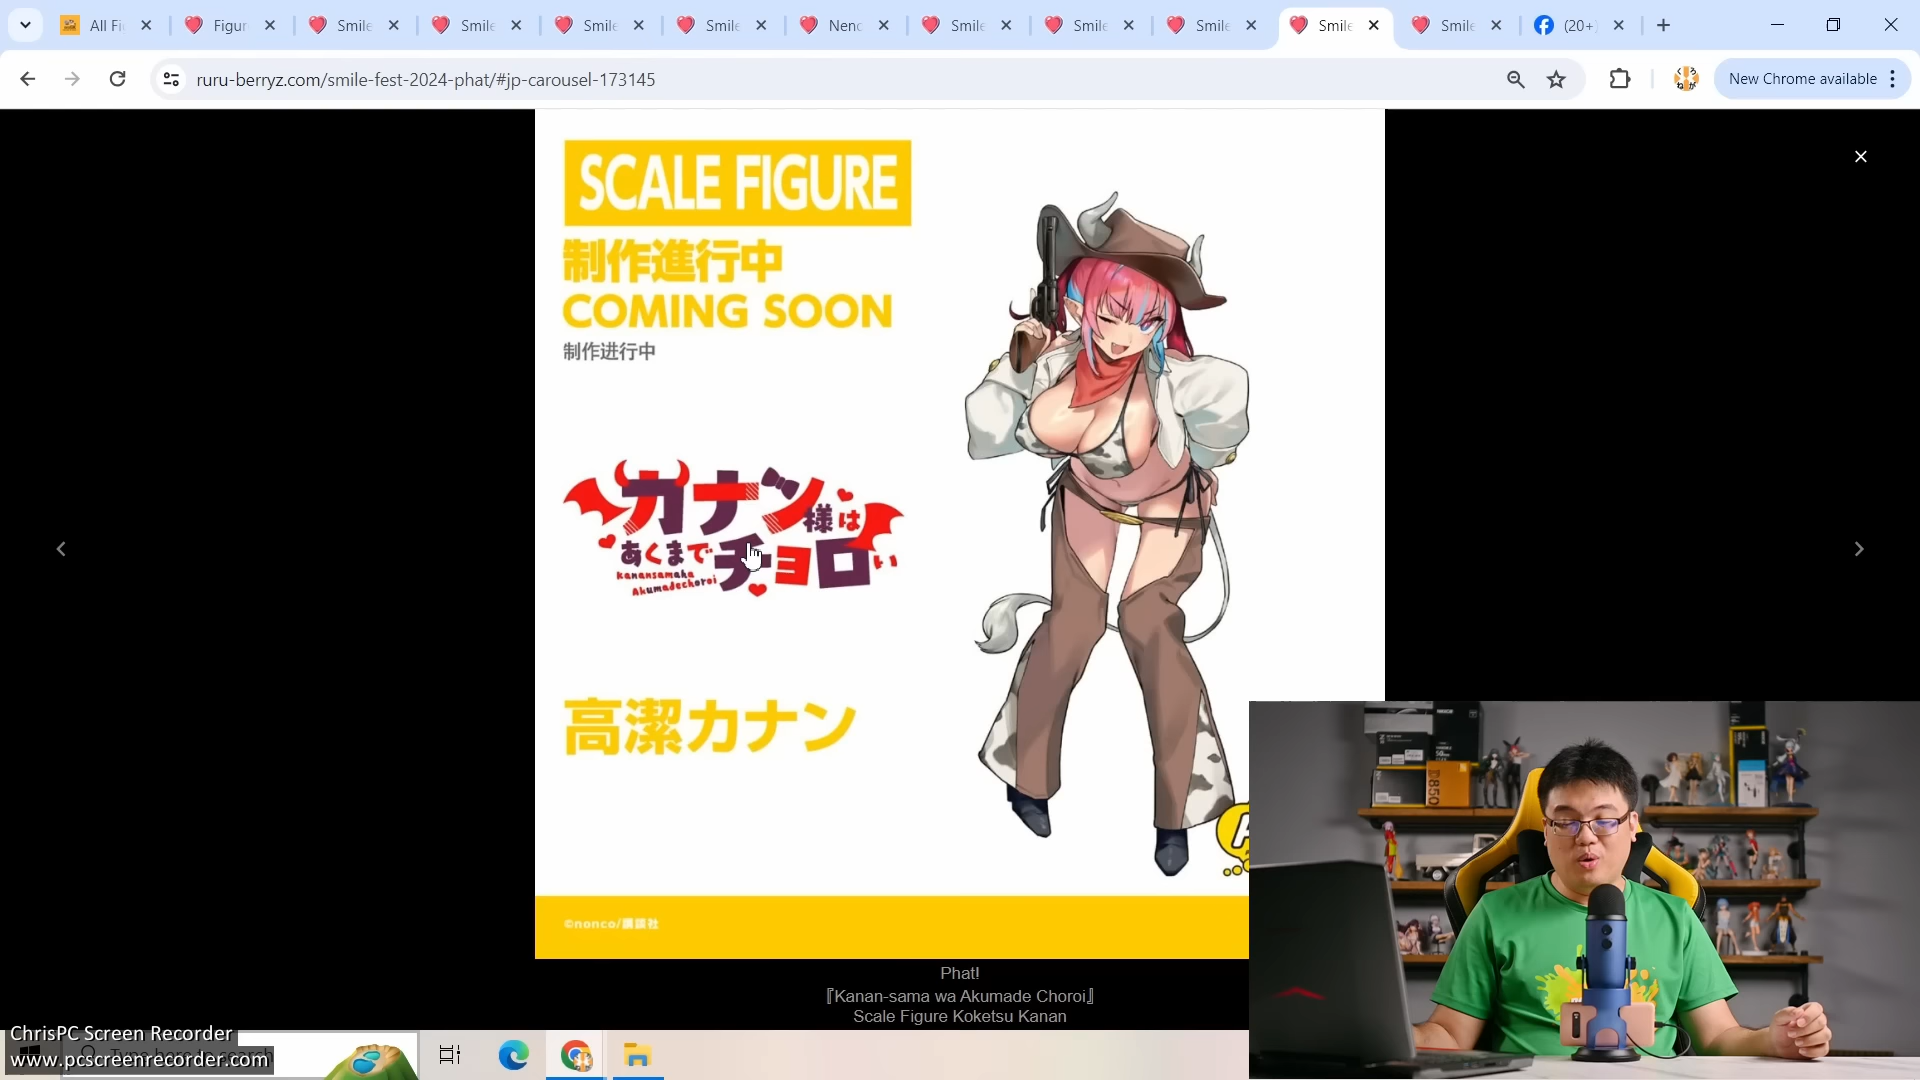 All Fi
Figur
Smile
Smile
Smile
Smile
Neno
Smile
Smile
Smile
Smile
Smile
(20+)
ruru-berryz.com/smile-fest-2024-phat/#jp-carousel-173145
New Chrome available
SCALE FIGURE
制作進行中
COMING SOON
制作进行中
カナン様は
あくまでチョロい
kanansamaha
Akumadechoroi
高潔カナン
©nonco/講談社
Phat!
『Kanan-sama wa Akumade Choroi』
Scale Figure Koketsu Kanan
D850
ChrisPC Screen Recorder
www.pcscreenrecorder.com